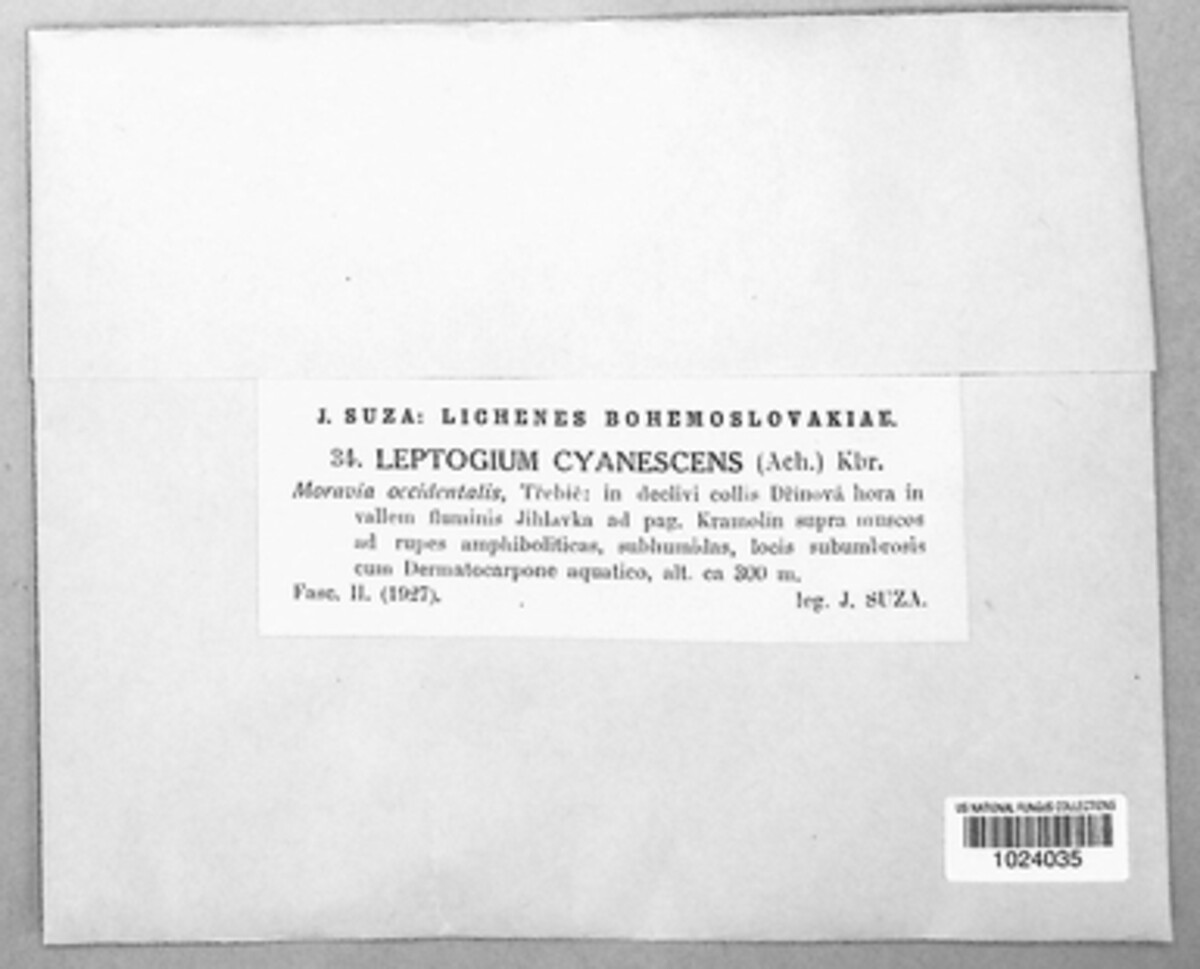 J. SUZA: LICHENES BOHEMOSLOVAKIAE.
34. LEPTOGIUM CYANESCENS (Ach.) Kbr.
Moravia occidentalis, Třebíč: in declivi collis Dřínová hora in
vallem fluminis Jihlavka ad pag. Kramolín supra muscos
ad rupes amphiboliticas, subhumidas, locis subumbrosis
cum Dermatocarpone aquatico, alt. ca 300 m.
Fasc. II. (1927).
leg. J. SUZA.
US NATIONAL FUNGUS COLLECTIONS
1024035